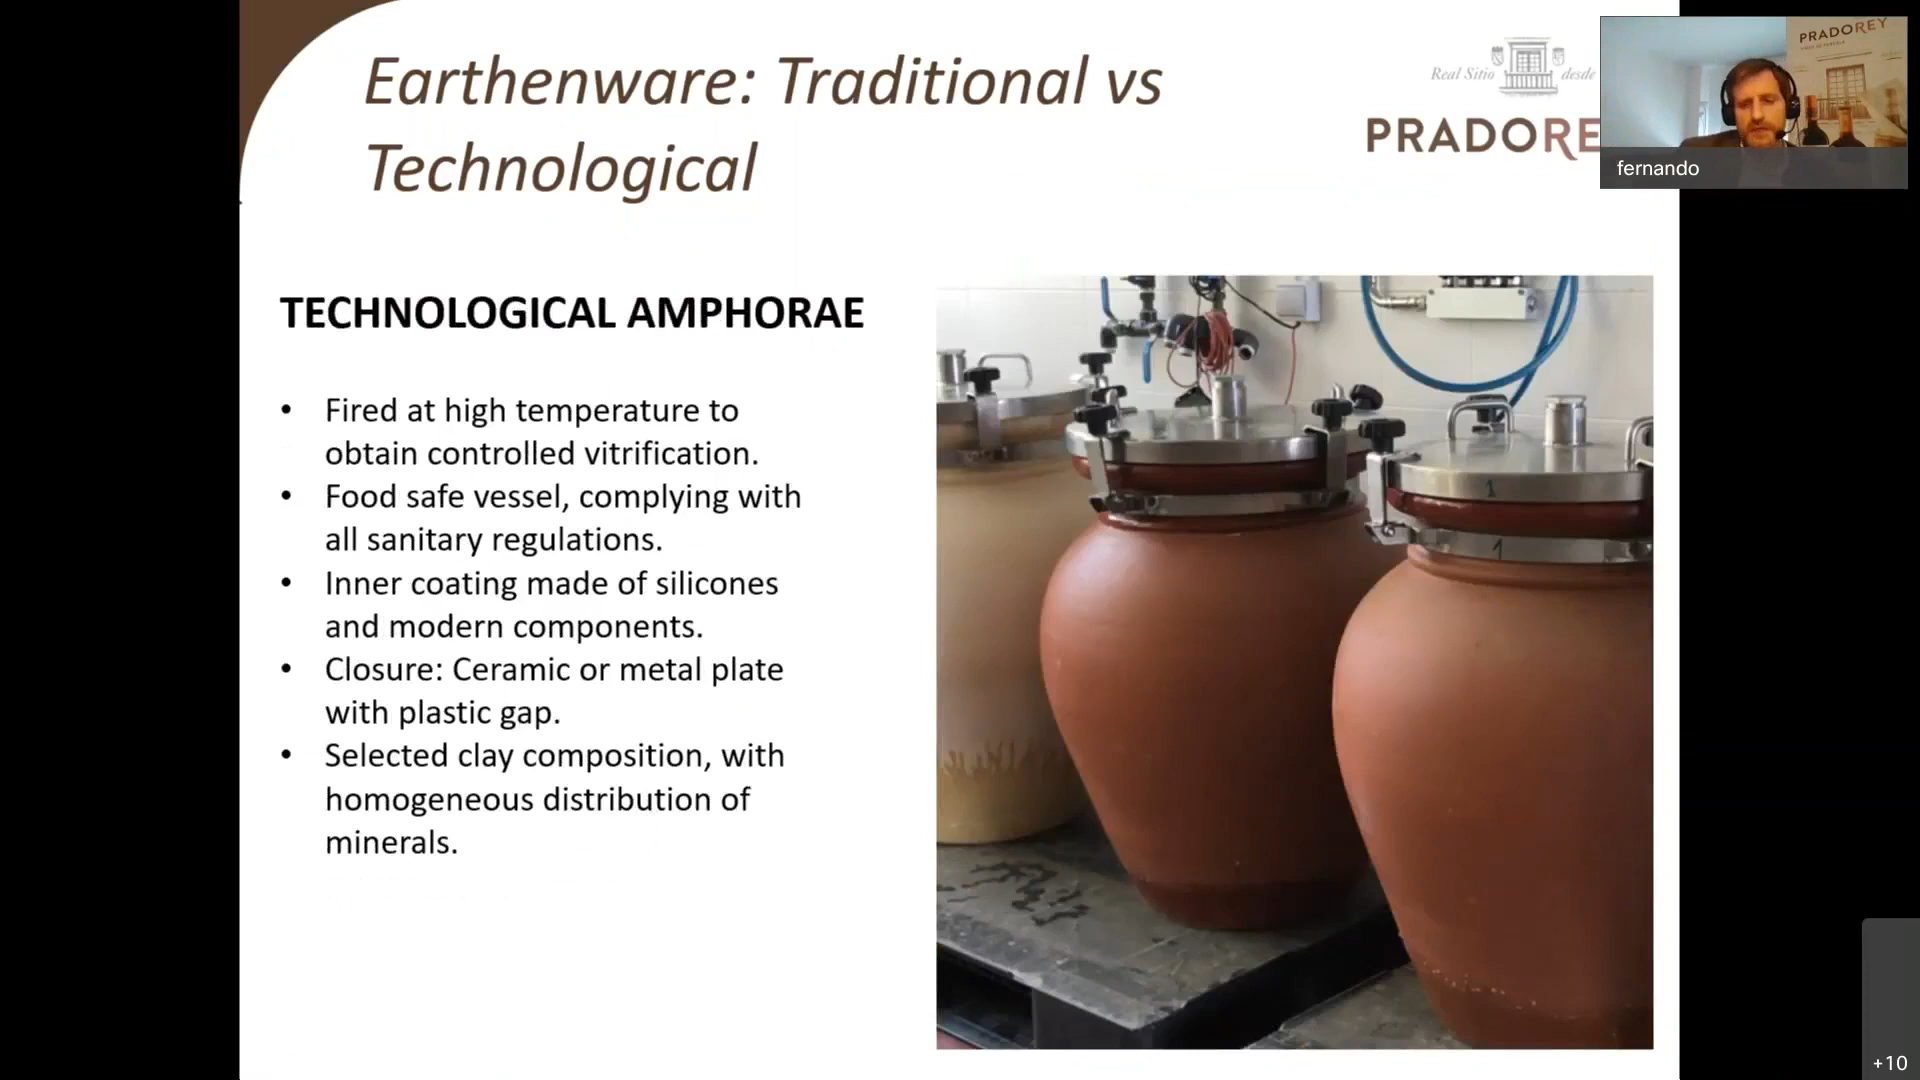 Earthenware: Traditional vs
Technological
Real Sitio desde
PRADORE
PRADOREY
fernando
TECHNOLOGICAL AMPHORAE
• Fired at high temperature to
obtain controlled vitrification.
• Food safe vessel, complying with
all sanitary regulations.
• Inner coating made of silicones
and modern components.
• Closure: Ceramic or metal plate
with plastic gap.
• Selected clay composition, with
homogeneous distribution of
minerals.
1
1
+10